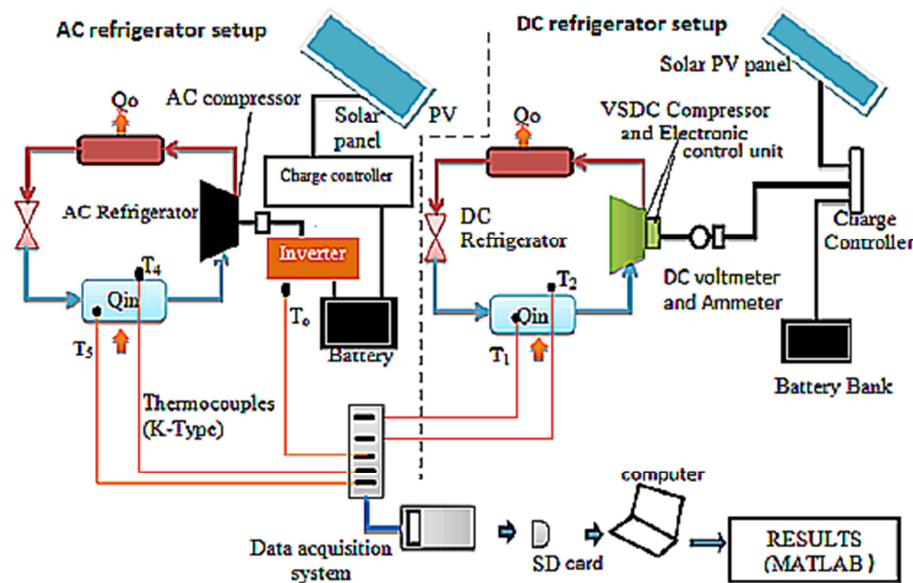 AC refrigerator setup
DC refrigerator setup
Qo
AC compressor
Solar
panel
PV
Charge controller
AC Refrigerator
Inverter
T4
Qin
T5
To
Battery
Thermocouples
(K-Type)
Solar PV panel
Qo
VSDC Compressor
and Electronic
control unit
DC
Refrigerator
Charge
Controller
T2
DC voltmeter
and Ammeter
Qin
T1
Battery Bank
computer
Data acquisition
system
SD card
RESULTS
(MATLAB)